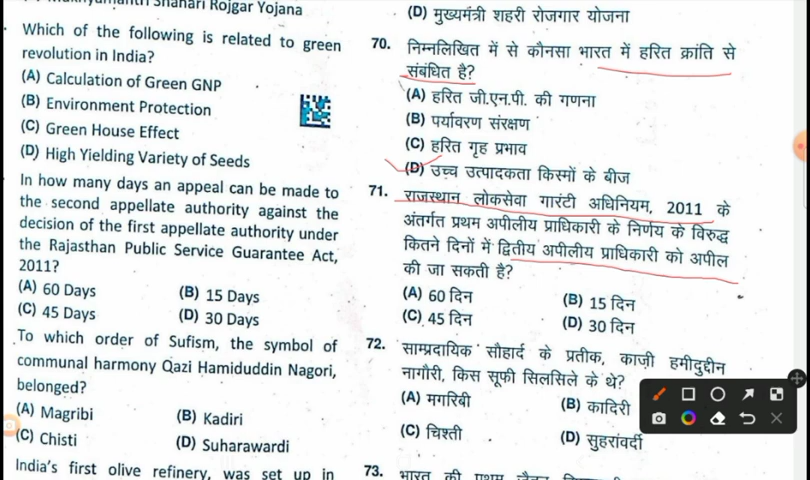 Shahari Rojgar Yojana
Which of the following is related to green
revolution in India?
(A) Calculation of Green GNP
(B) Environment Protection
(C) Green House Effect
(D) High Yielding Variety of Seeds
In how many days an appeal can be made to
the second appellate authority against the
decision of the first appellate authority under
the Rajasthan Public Service Guarantee Act,
2011?
(A) 60 Days (B) 15 Days
(C) 45 Days (D) 30 Days
To which order of Sufism, the symbol of
communal harmony Qazi Hamiduddin Nagori,
belonged?
(A) Magribi (B) Kadiri
(C) Chisti (D) Suharawardi
India's first olive refinery, was set up in
(D) मुख्यमंत्री शहरी रोजगार योजना
70. निम्नलिखित में से कौनसा भारत में हरित क्रांति से
संबंधित है?
(A) हरित जी.एन.पी. की गणना
(B) पर्यावरण संरक्षण
(C) हरित गृह प्रभाव
(D) उच्च उत्पादकता किस्मों के बीज
71. राजस्थान लोकसेवा गारंटी अधिनियम, 2011 के
अंतर्गत प्रथम अपीलीय प्राधिकारी के निर्णय के विरुद्ध
कितने दिनों में द्वितीय अपीलीय प्राधिकारी को अपील
की जा सकती है?
(A) 60 दिन (B) 15 दिन
(C) 45 दिन (D) 30 दिन
72. साम्प्रदायिक सौहार्द के प्रतीक, काज़ी हमीदुद्दीन
नागौरी, किस सूफी सिलसिले के थे?
(A) मगरिबी (B) कादिरी
(C) चिश्ती (D) सुहरांवर्दी
73. भारत की प्रथम जैतून